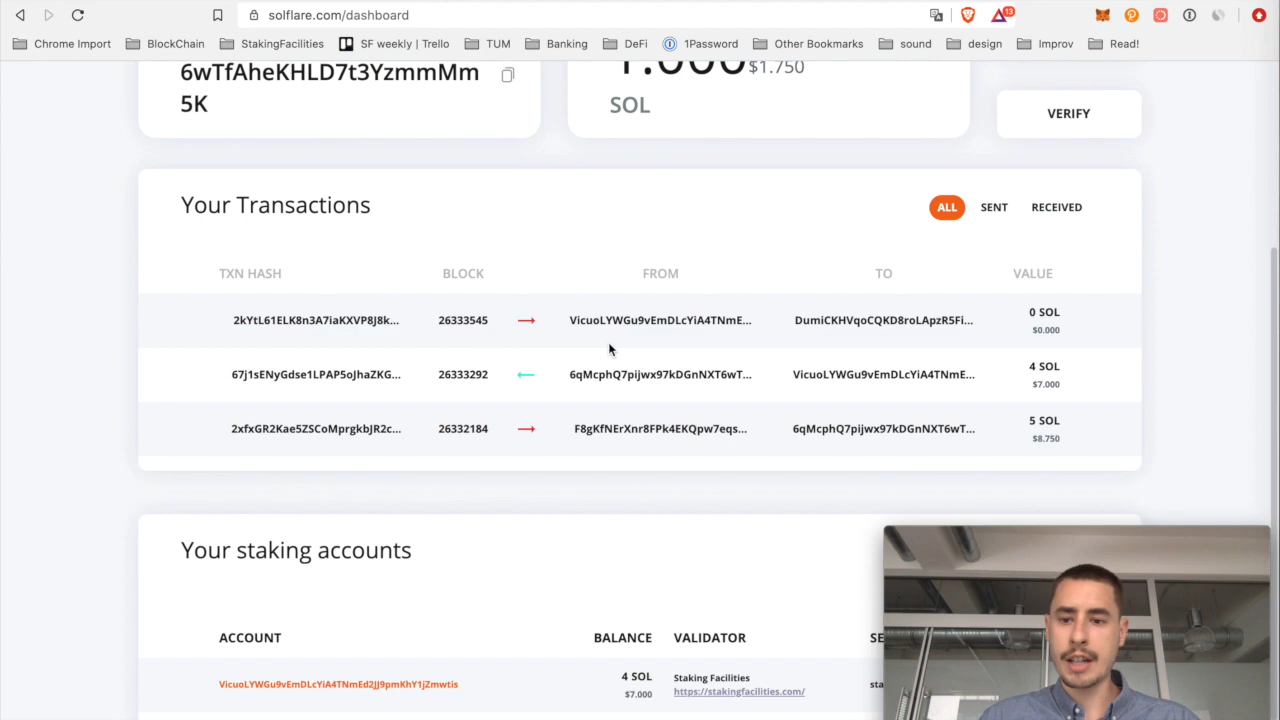 solflare.com/dashboard
13
Chrome Import BlockChain StakingFacilities SF weekly | Trello TUM Banking DeFi 1Password Other Bookmarks sound design Improv Read!
6wTfAheKHLD7t3YzmmMm
5K
$1.750
SOL
VERIFY
Your Transactions
ALL SENT RECEIVED
TXN HASH BLOCK FROM TO VALUE
2kYtL61ELK8n3A7iaKXVP8J8k... 26333545 → VicuoLYWGu9vEmDLcYiA4TNmE... DumiCKHVqoCQKD8roLApzR5Fi... 0 SOL
$0.000
67j1sENyGdse1LPAP5oJhaZKG... 26333292 ← 6qMcphQ7pijwx97kDGnNXT6wT... VicuoLYWGu9vEmDLcYiA4TNmE... 4 SOL
$7.000
2xfxGR2Kae5ZSCoMprgkbJR2c... 26332184 → F8gKfNErXnr8FPk4EKQpw7eqs... 6qMcphQ7pijwx97kDGnNXT6wT... 5 SOL
$8.750
Your staking accounts
ACCOUNT BALANCE VALIDATOR
VicuoLYWGu9vEmDLcYiA4TNmEd2JJ9pmKhY1jZmwtis 4 SOL Staking Facilities
$7.000 https://stakingfacilities.com/